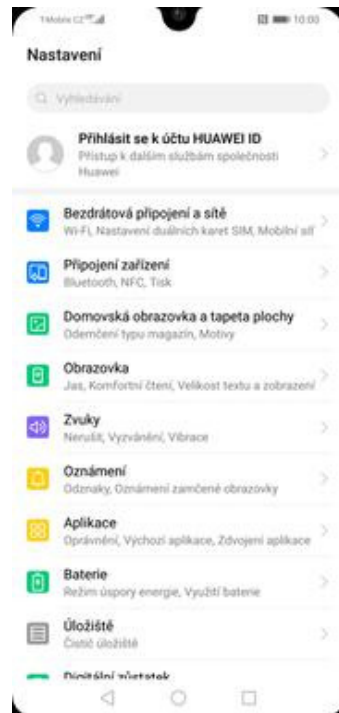 T-Mobile CZ
10:00
Nastavení
Vyhledávání
Přihlásit se k účtu HUAWEI ID
Přístup k dalším službám společnosti
Huawei
Bezdrátová připojení a sítě
Wi-Fi, Nastavení duálních karet SIM, Mobilní síť
Připojení zařízení
Bluetooth, NFC, Tisk
Domovská obrazovka a tapeta plochy
Odemčení typu magazín, Motivy
Obrazovka
Jas, Komfortní čtení, Velikost textu a zobrazení
Zvuky
Nerušit, Vyzvánění, Vibrace
Oznámení
Odznaky, Oznámení zamčené obrazovky
Aplikace
Oprávnění, Výchozí aplikace, Zdvojení aplikace
Baterie
Režim úspory energie, Využití baterie
Úložiště
Čistič úložiště
Digitální zůstatek